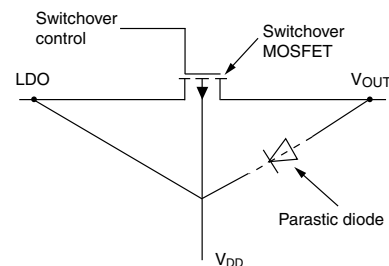 Switchover
control
Switchover
MOSFET
LDO
VOUT
Parastic diode
VDD